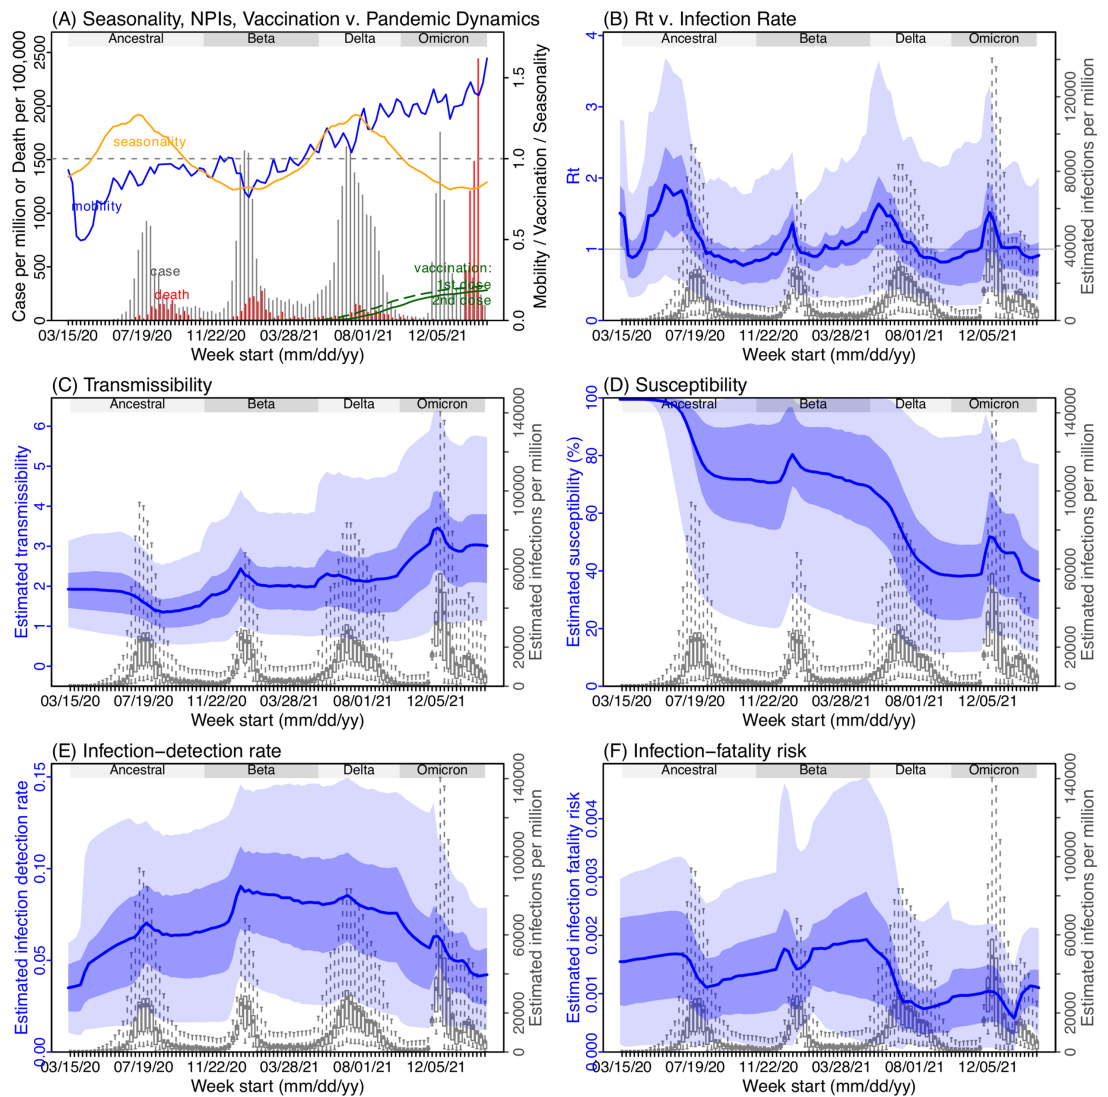 (A) Seasonality, NPIs, Vaccination v. Pandemic Dynamics
Ancestral Beta Delta Omicron
Case per million or Death per 100,000
0 500 1000 1500 2000 2500
seasonality
mobility
case
death
vaccination:
1st dose
2nd dose
0.0 0.5 1.0 1.5
Mobility / Vaccination / Seasonality
03/15/20 07/19/20 11/22/20 03/28/21 08/01/21 12/05/21
Week start (mm/dd/yy)
(B) Rt v. Infection Rate
Ancestral Beta Delta Omicron
Rt
0 1 2 3 4
0 40000 80000 120000
Estimated infections per million
03/15/20 07/19/20 11/22/20 03/28/21 08/01/21 12/05/21
Week start (mm/dd/yy)
(C) Transmissibility
Ancestral Beta Delta Omicron
Estimated transmissibility
0 1 2 3 4 5 6
0 20000 60000 100000 140000
Estimated infections per million
03/15/20 07/19/20 11/22/20 03/28/21 08/01/21 12/05/21
Week start (mm/dd/yy)
(D) Susceptibility
Ancestral Beta Delta Omicron
Estimated susceptibility (%)
0 20 40 60 80 100
0 20000 60000 100000 140000
Estimated infections per million
03/15/20 07/19/20 11/22/20 03/28/21 08/01/21 12/05/21
Week start (mm/dd/yy)
(E) Infection−detection rate
Ancestral Beta Delta Omicron
Estimated infection detection rate
0.00 0.05 0.10 0.15
0 20000 60000 100000 140000
Estimated infections per million
03/15/20 07/19/20 11/22/20 03/28/21 08/01/21 12/05/21
Week start (mm/dd/yy)
(F) Infection−fatality risk
Ancestral Beta Delta Omicron
Estimated infection fatality risk
0.000 0.001 0.002 0.003 0.004
0 20000 60000 100000 140000
Estimated infections per million
03/15/20 07/19/20 11/22/20 03/28/21 08/01/21 12/05/21
Week start (mm/dd/yy)